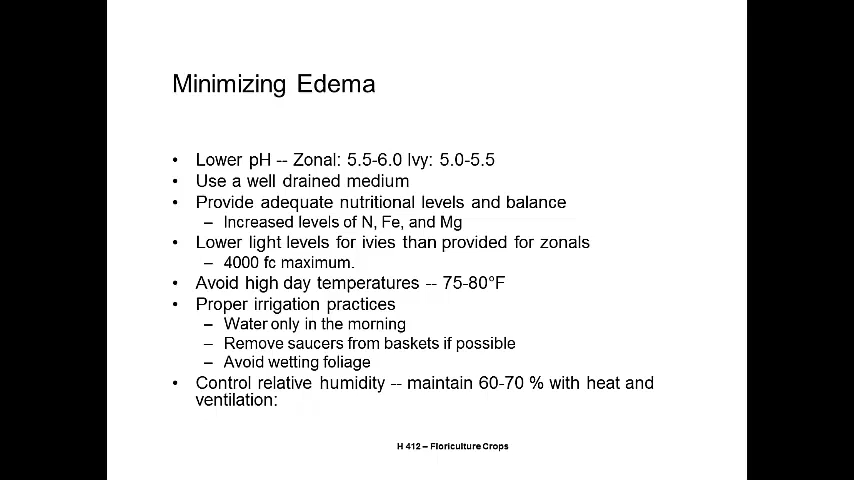 Minimizing Edema
• Lower pH -- Zonal: 5.5-6.0 Ivy: 5.0-5.5
• Use a well drained medium
• Provide adequate nutritional levels and balance
– Increased levels of N, Fe, and Mg
• Lower light levels for ivies than provided for zonals
– 4000 fc maximum.
• Avoid high day temperatures -- 75-80°F
• Proper irrigation practices
– Water only in the morning
– Remove saucers from baskets if possible
– Avoid wetting foliage
• Control relative humidity -- maintain 60-70 % with heat and
ventilation:
H 412 – Floriculture Crops